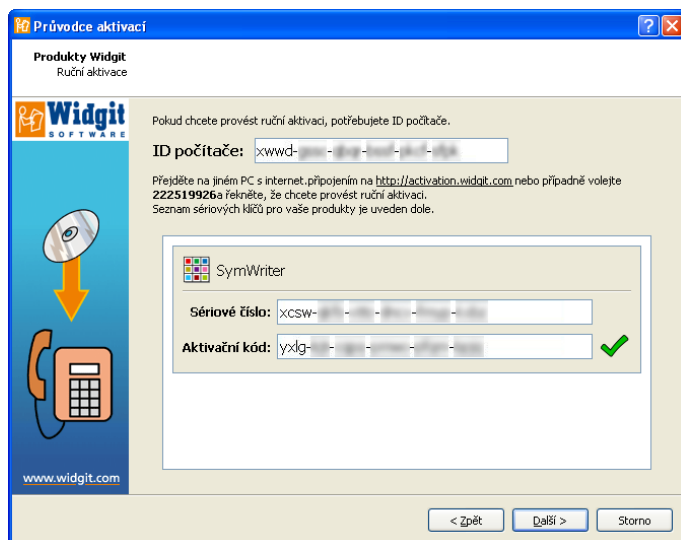 Průvodce aktivací
Produkty Widgit
Ruční aktivace
Widgit
SOFTWARE
Pokud chcete provést ruční aktivaci, potřebujete ID počítače.
ID počítače: xwwd-
Přejděte na jiném PC s internet.připojením na http://activation.widgit.com nebo případně volejte
222519926a řekněte, že chcete provést ruční aktivaci.
Seznam sériových klíčů pro vaše produkty je uveden dole.
SymWriter
Sériové číslo: xcsw-
Aktivační kód: yxlg-
www.widgit.com
< Zpět Další > Storno